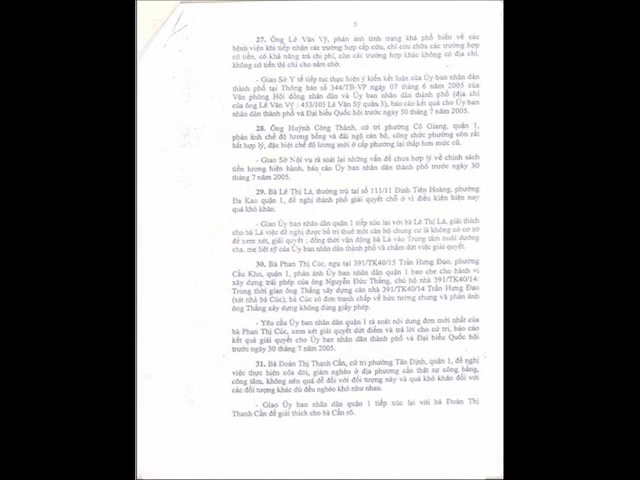 5
27. Ông Lê Văn Vỹ, phản ánh tình trạng khá phổ biến về các
bệnh viện khi tiếp nhận các trường hợp cấp cứu, chỉ cứu chữa các trường hợp
có tiền, có khả năng trả chi phí, còn các trường hợp khác không có địa chỉ,
không có tiền thì chỉ cho nằm chờ.
- Giao Sở Y tế tiếp tục thực hiện ý kiến kết luận của Ủy ban nhân dân
thành phố tại Thông báo số 344/TB-VP ngày 07 tháng 6 năm 2005 của
Văn phòng Hội đồng nhân dân và Ủy ban nhân dân thành phố (địa chỉ
của ông Lê Văn Vỹ : 453/105 Lê Văn Sỹ quận 3), báo cáo kết quả cho Ủy ban
nhân dân thành phố và Đại biểu Quốc hội trước ngày 30 tháng 7 năm 2005.
28. Ông Huỳnh Công Thành, cử tri phường Cô Giang, quận 1,
phản ánh chế độ lương bổng và đãi ngộ cán bộ, công chức phường còn rất
bất hợp lý, đặc biệt chế độ lương mới ở cấp phường lại thấp hơn mức cũ.
- Giao Sở Nội vụ rà soát lại những vấn đề chưa hợp lý về chính sách
tiền lương hiện hành, báo cáo Ủy ban nhân dân thành phố trước ngày 30
tháng 7 năm 2005.
29. Bà Lê Thị Lá, thường trú tại số 111/11 Đinh Tiên Hoàng, phường
Đa Kao quận 1, đề nghị thành phố giải quyết chỗ ở vì điều kiện hiện nay
quá khó khăn.
- Giao Ủy ban nhân dân quận 1 tiếp xúc lại với bà Lê Thị Lá, giải thích
cho bà Lá việc đề nghị được bố trí thuê một căn hộ chung cư là không có cơ sở
để xem xét, giải quyết ; đồng thời vận động bà Lá vào Trung tâm nuôi dưỡng
cha, mẹ liệt sỹ của Ủy ban nhân dân thành phố và chấm dứt việc giải quyết.
30. Bà Phan Thị Cúc, ngụ tại 391/TK40/15 Trần Hưng Đạo, phường
Cầu Kho, quận 1, phản ánh Ủy ban nhân dân quận 1 bao che cho hành vi
xây dựng trái phép của ông Nguyễn Đức Thắng, chủ hộ nhà 391/TK40/14:
Trong thời gian ông Thắng xây dựng căn nhà 391/TK40/14 Trần Hưng Đạo
(sát nhà bà Cúc), bà Cúc có đơn tranh chấp về bức tường chung và phản ánh
ông Thắng xây dựng không đúng giấy phép.
- Yêu cầu Ủy ban nhân dân quận 1 rà soát nội dung đơn mới nhất của
bà Phan Thị Cúc, xem xét giải quyết dứt điểm và trả lời cho cử tri, báo cáo
kết quả giải quyết cho Ủy ban nhân dân thành phố và Đại biểu Quốc hội
trước ngày 30 tháng 7 năm 2005.
31. Bà Đoàn Thị Thanh Cẩn, cử tri phường Tân Định, quận 1, đề nghị
việc thực hiện xóa đói, giảm nghèo ở địa phương cần thật sự công bằng,
công tâm, không nên quá dễ đối với đối tượng này và quá khó khăn đối với
các đối tượng khác dù đều nghèo khó như nhau.
- Giao Ủy ban nhân dân quận 1 tiếp xúc lại với bà Đoàn Thị
Thanh Cẩn để giải thích cho bà Cẩn rõ.